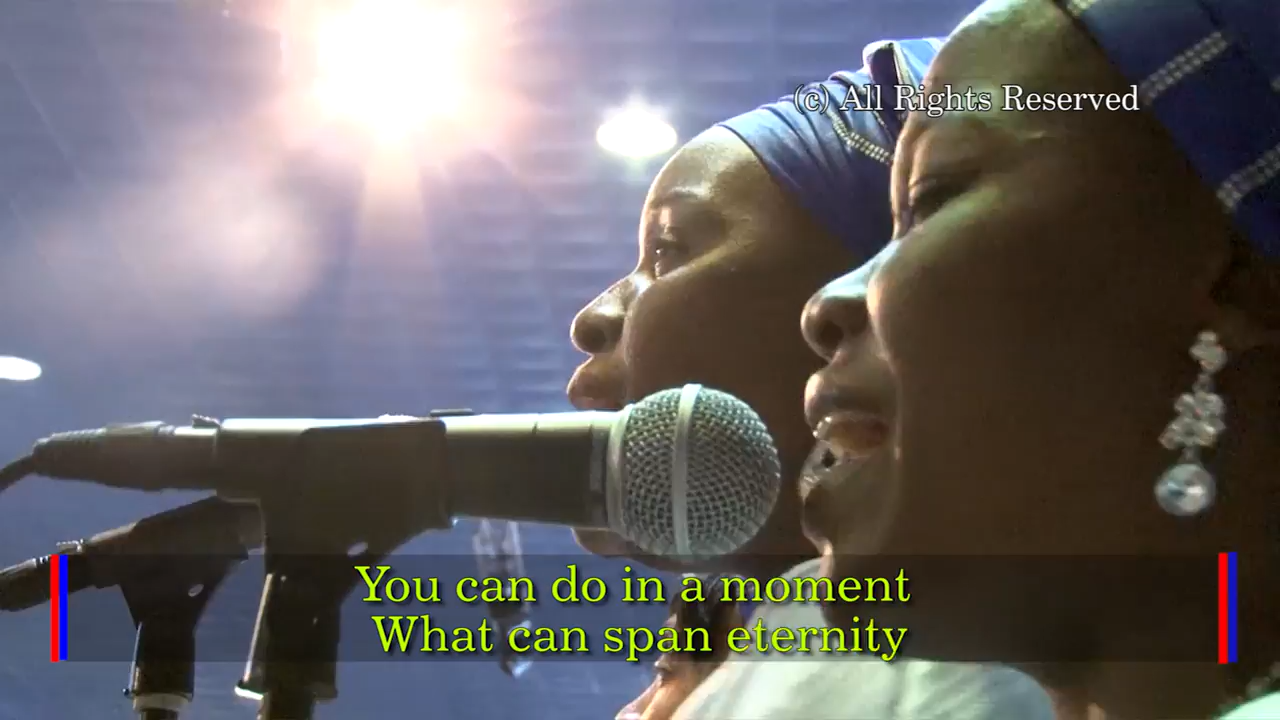 (c) All Rights Reserved
You can do in a moment
What can span eternity